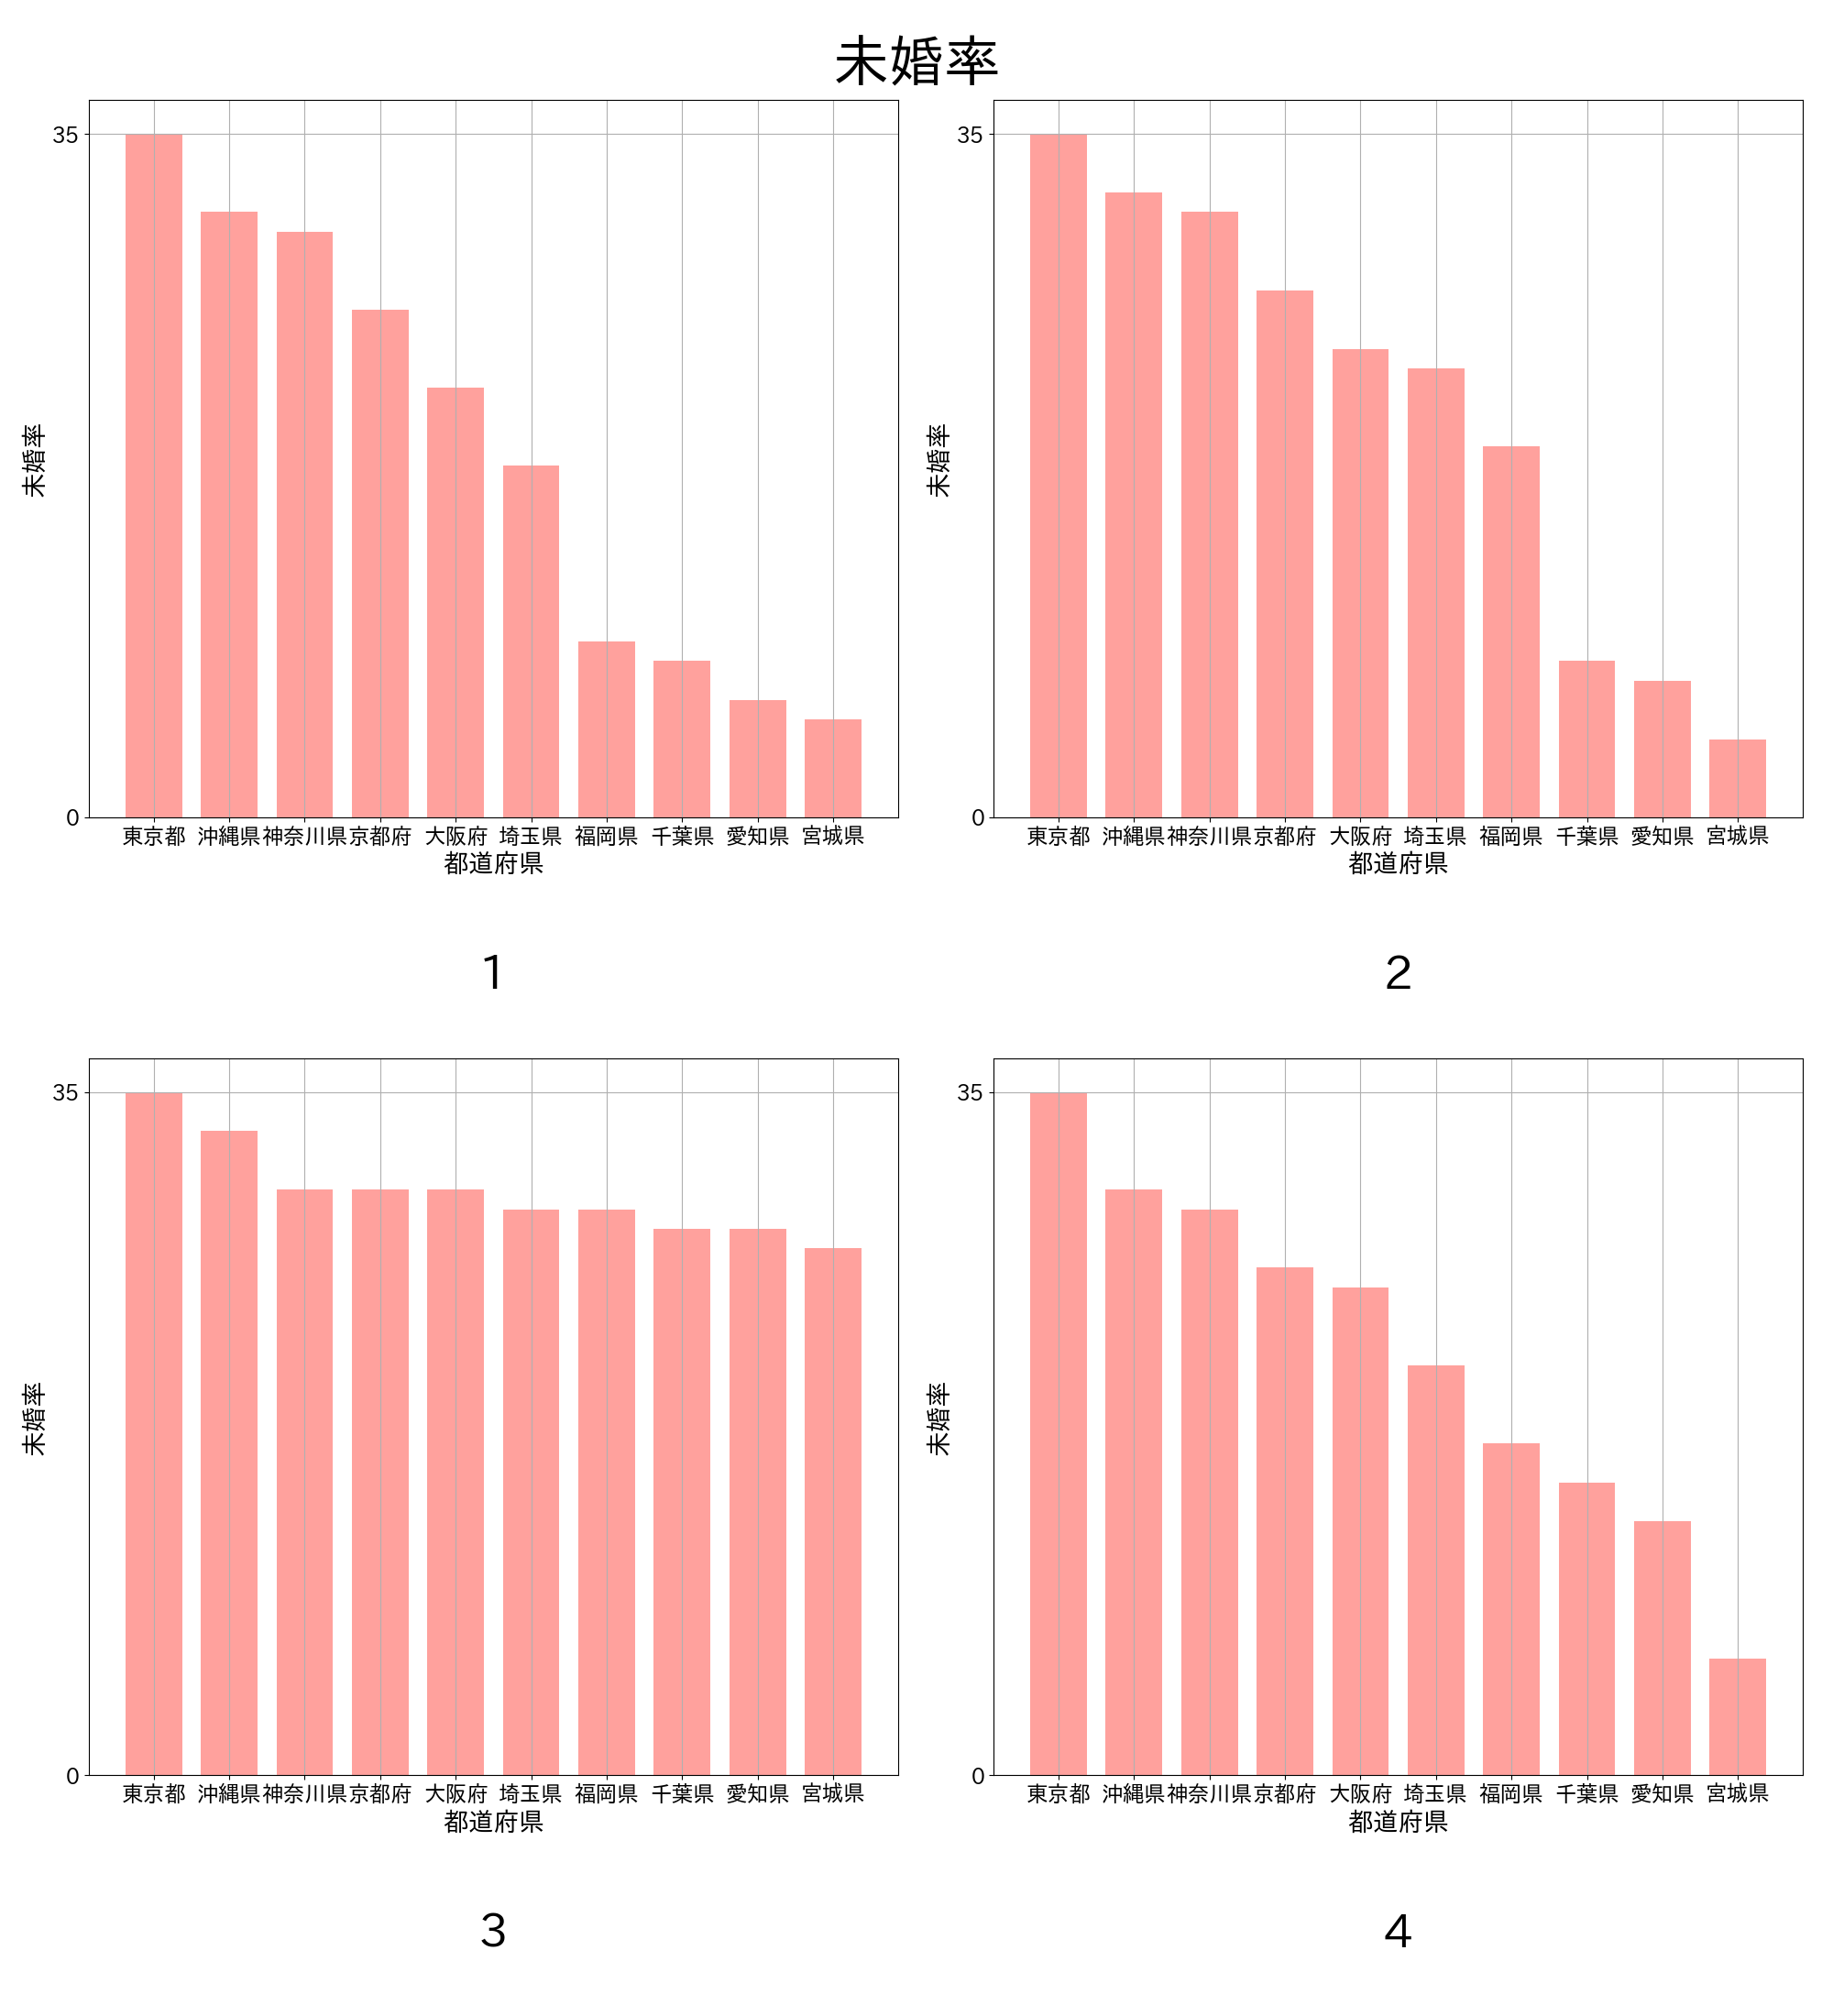 未婚率
35
0
未婚率
東京都 沖縄県 神奈川県 京都府 大阪府 埼玉県 福岡県 千葉県 愛知県 宮城県
都道府県
1
35
0
未婚率
東京都 沖縄県 神奈川県 京都府 大阪府 埼玉県 福岡県 千葉県 愛知県 宮城県
都道府県
2
35
0
未婚率
東京都 沖縄県 神奈川県 京都府 大阪府 埼玉県 福岡県 千葉県 愛知県 宮城県
都道府県
3
35
0
未婚率
東京都 沖縄県 神奈川県 京都府 大阪府 埼玉県 福岡県 千葉県 愛知県 宮城県
都道府県
4